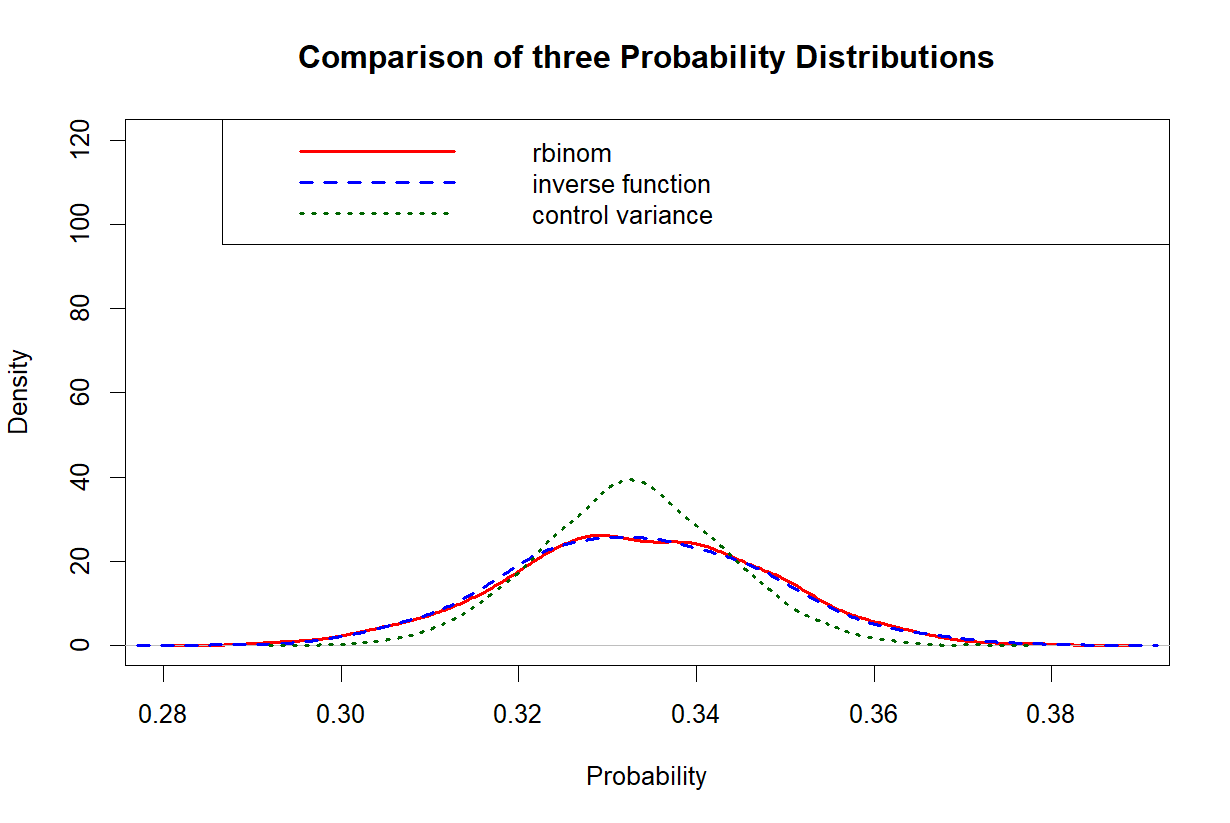 Comparison of three Probability Distributions
rbinom
inverse function
control variance
Density
120
100
80
60
40
20
0
0.28 0.30 0.32 0.34 0.36 0.38
Probability